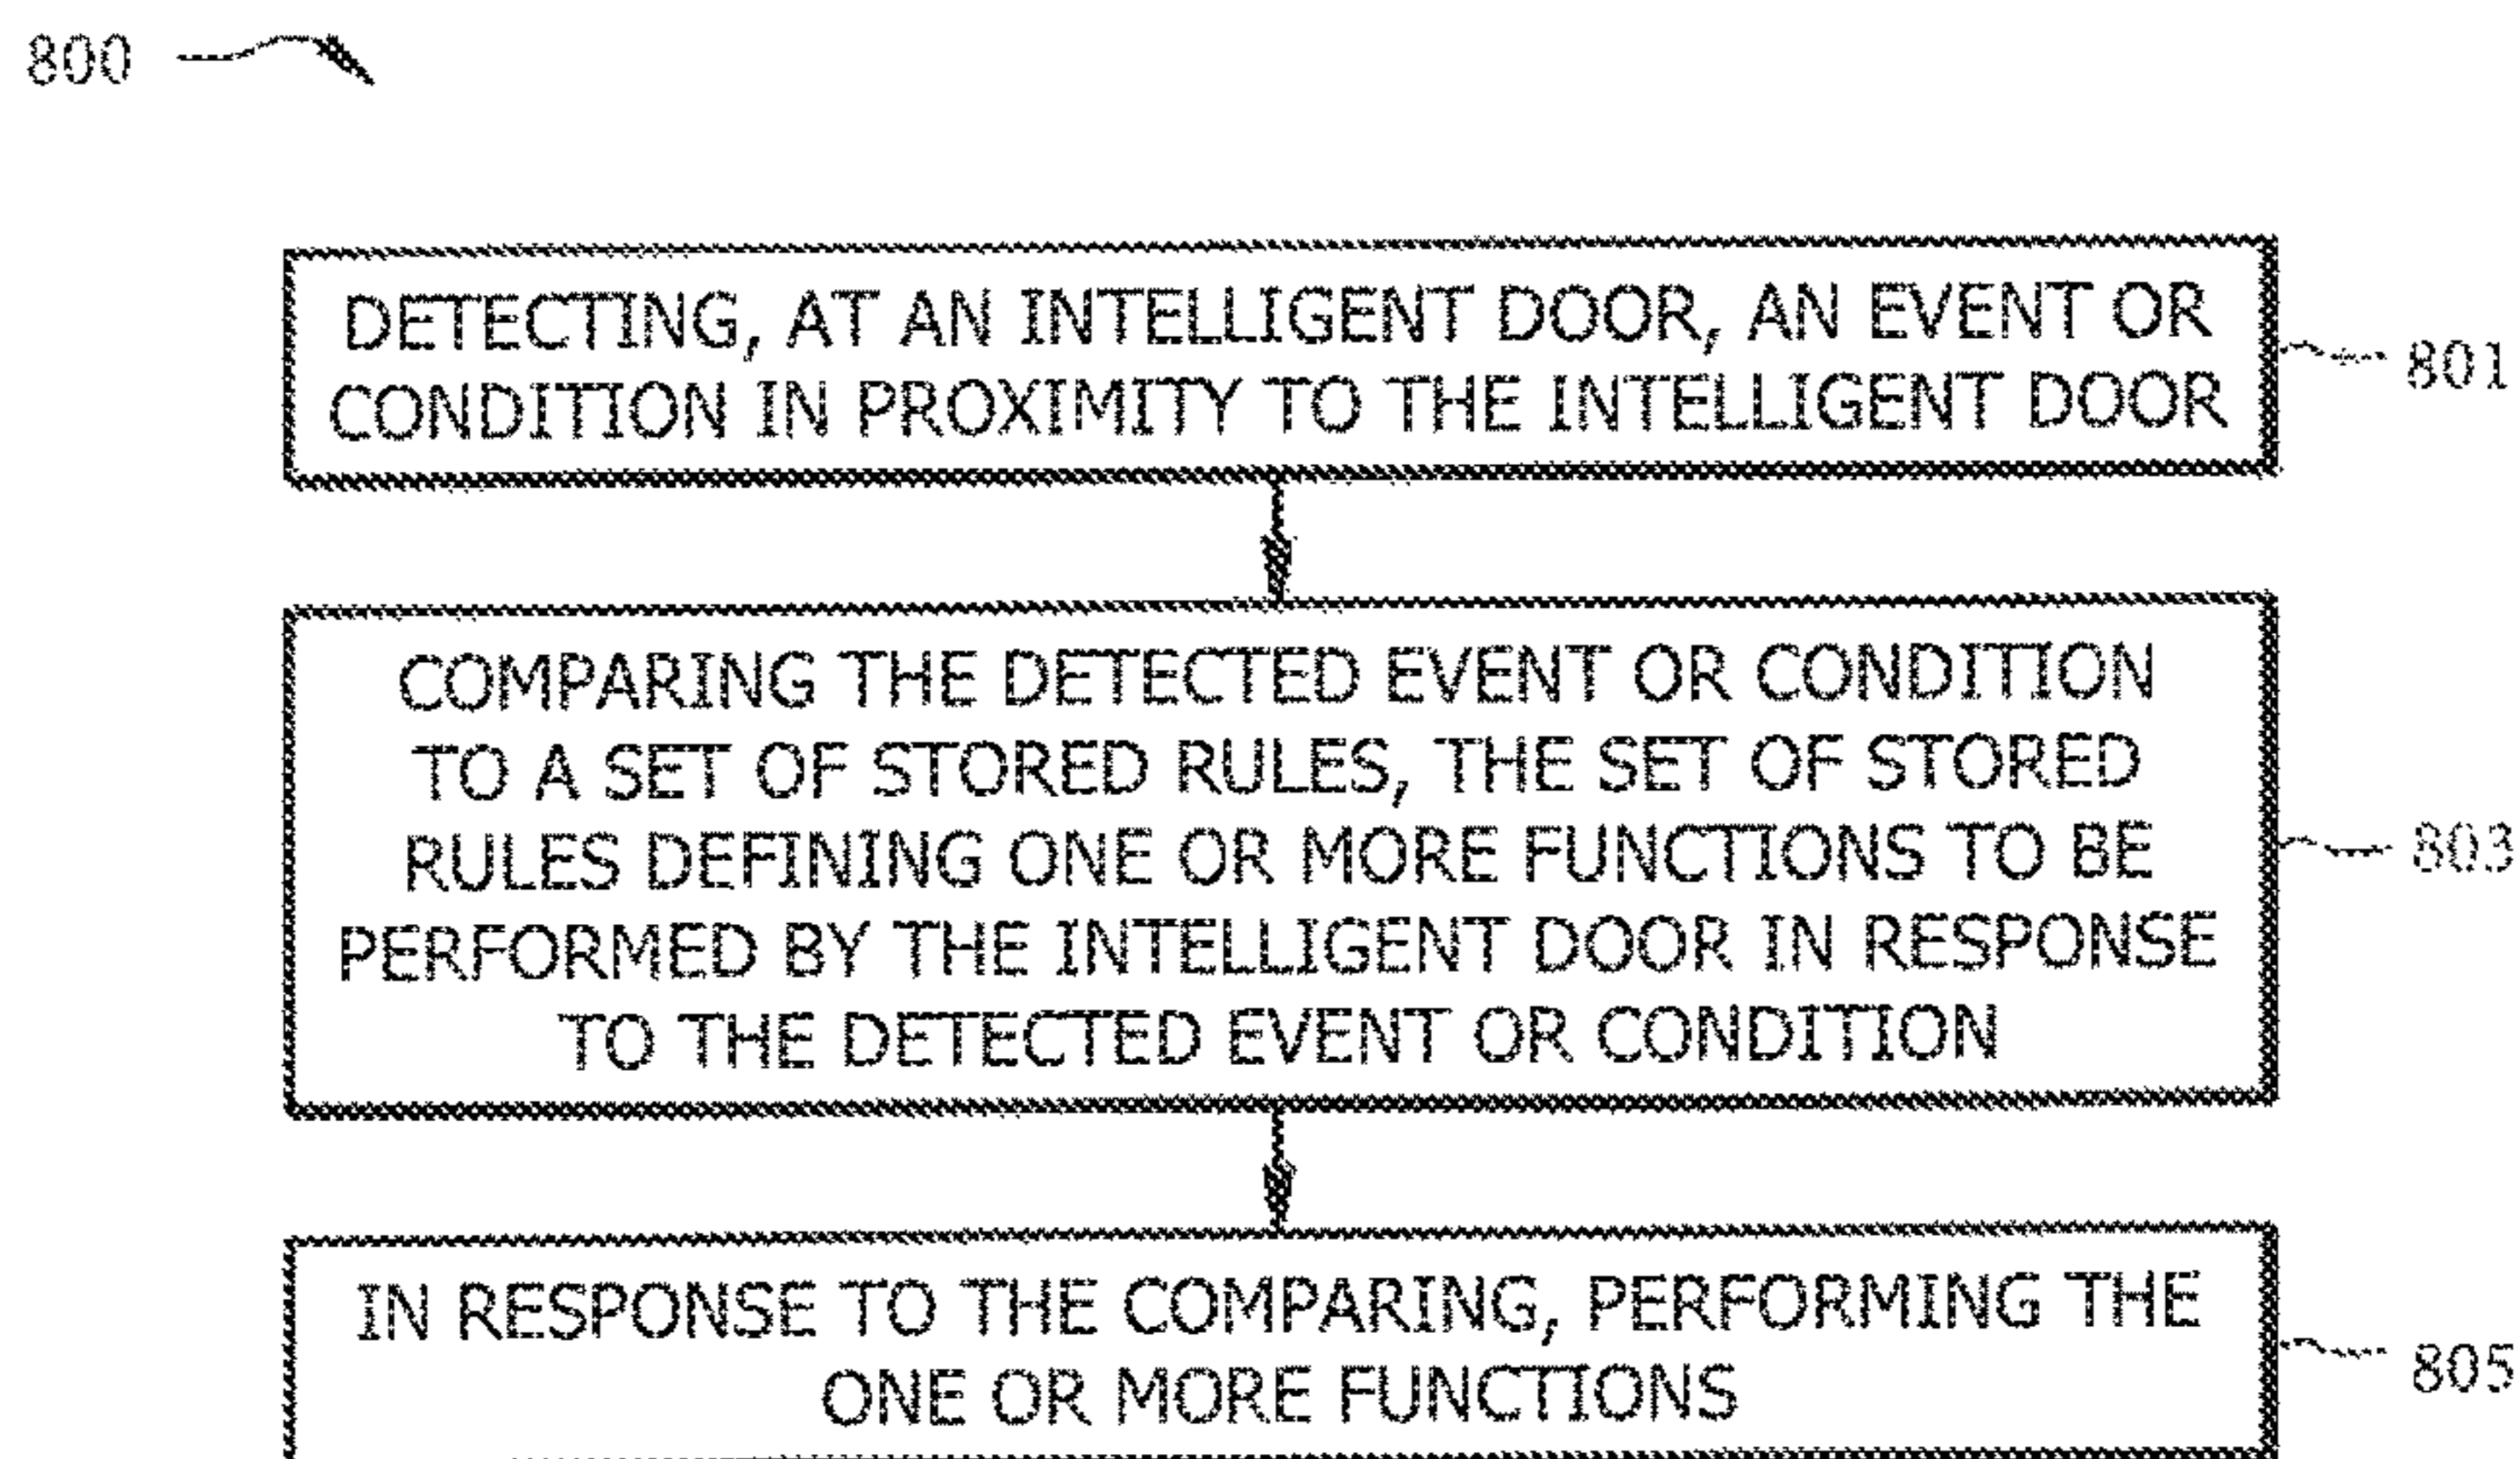 800
DETECTING, AT AN INTELLIGENT DOOR, AN EVENT OR
CONDITION IN PROXIMITY TO THE INTELLIGENT DOOR
801
COMPARING THE DETECTED EVENT OR CONDITION
TO A SET OF STORED RULES, THE SET OF STORED
RULES DEFINING ONE OR MORE FUNCTIONS TO BE
PERFORMED BY THE INTELLIGENT DOOR IN RESPONSE
TO THE DETECTED EVENT OR CONDITION
803
IN RESPONSE TO THE COMPARING, PERFORMING THE
ONE OR MORE FUNCTIONS
805